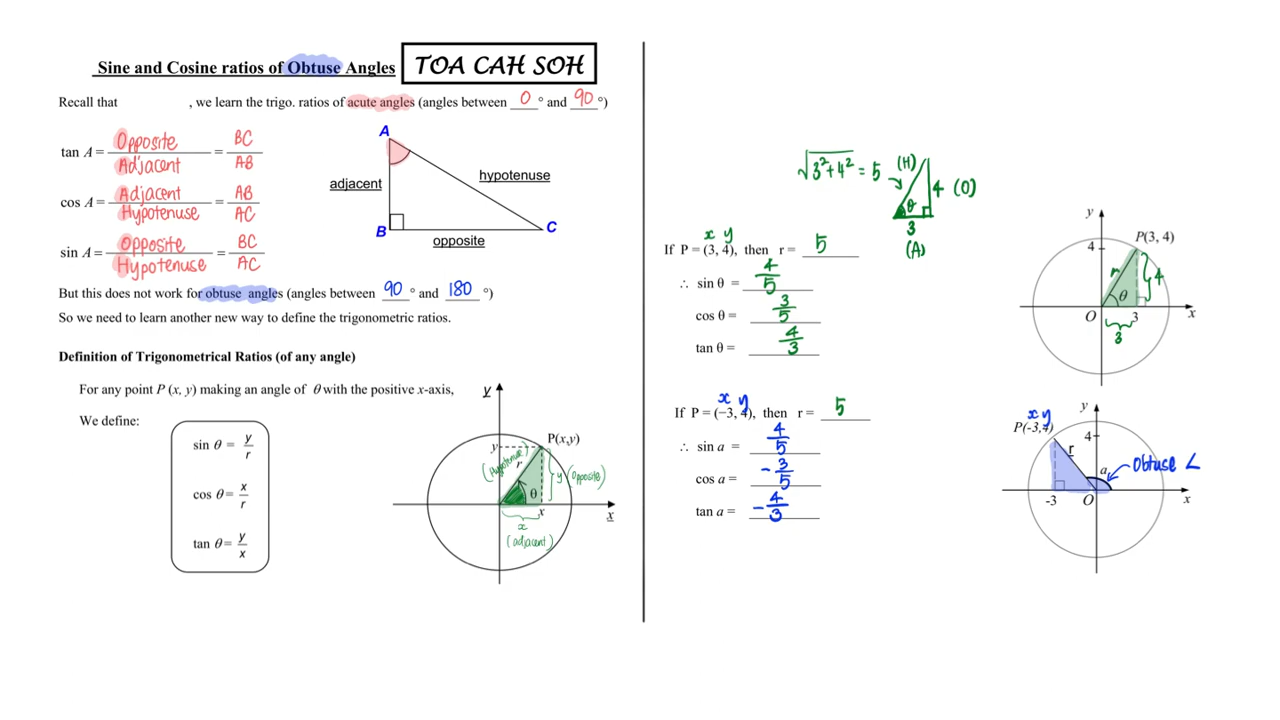 Sine and Cosine ratios of Obtuse Angles
TOA CAH SOH
Recall that , we learn the trigo. ratios of acute angles (angles between 0 ° and 90 °)
tan A = Opposite / Adjacent = BC / AB
cos A = Adjacent / Hypotenuse = AB / AC
sin A = Opposite / Hypotenuse = BC / AC
A
adjacent
hypotenuse
B
C
opposite
But this does not work for obtuse angles (angles between 90 ° and 180 °)
So we need to learn another new way to define the trigonometric ratios.
Definition of Trigonometrical Ratios (of any angle)
For any point P (x, y) making an angle of θ with the positive x-axis,
We define:
sin θ = y / r
cos θ = x / r
tan θ = y / x
y
P(x,y)
y
(Hypotenuse)
r
y (Opposite)
θ
x
x
x
(adjacent)
√3²+4² = 5 (H)
4 (O)
θ
3
(A)
x y
If P = (3, 4), then r = 5
∴ sin θ = 4/5
cos θ = 3/5
tan θ = 4/3
y
P(3, 4)
4
r
4
θ
O
3
x
3
x y
If P = (−3, 4), then r = 5
∴ sin a = 4/5
cos a = -3/5
tan a = -4/3
y
x y
P(-3,4)
4
r
a
Obtuse ∠
-3
O
x